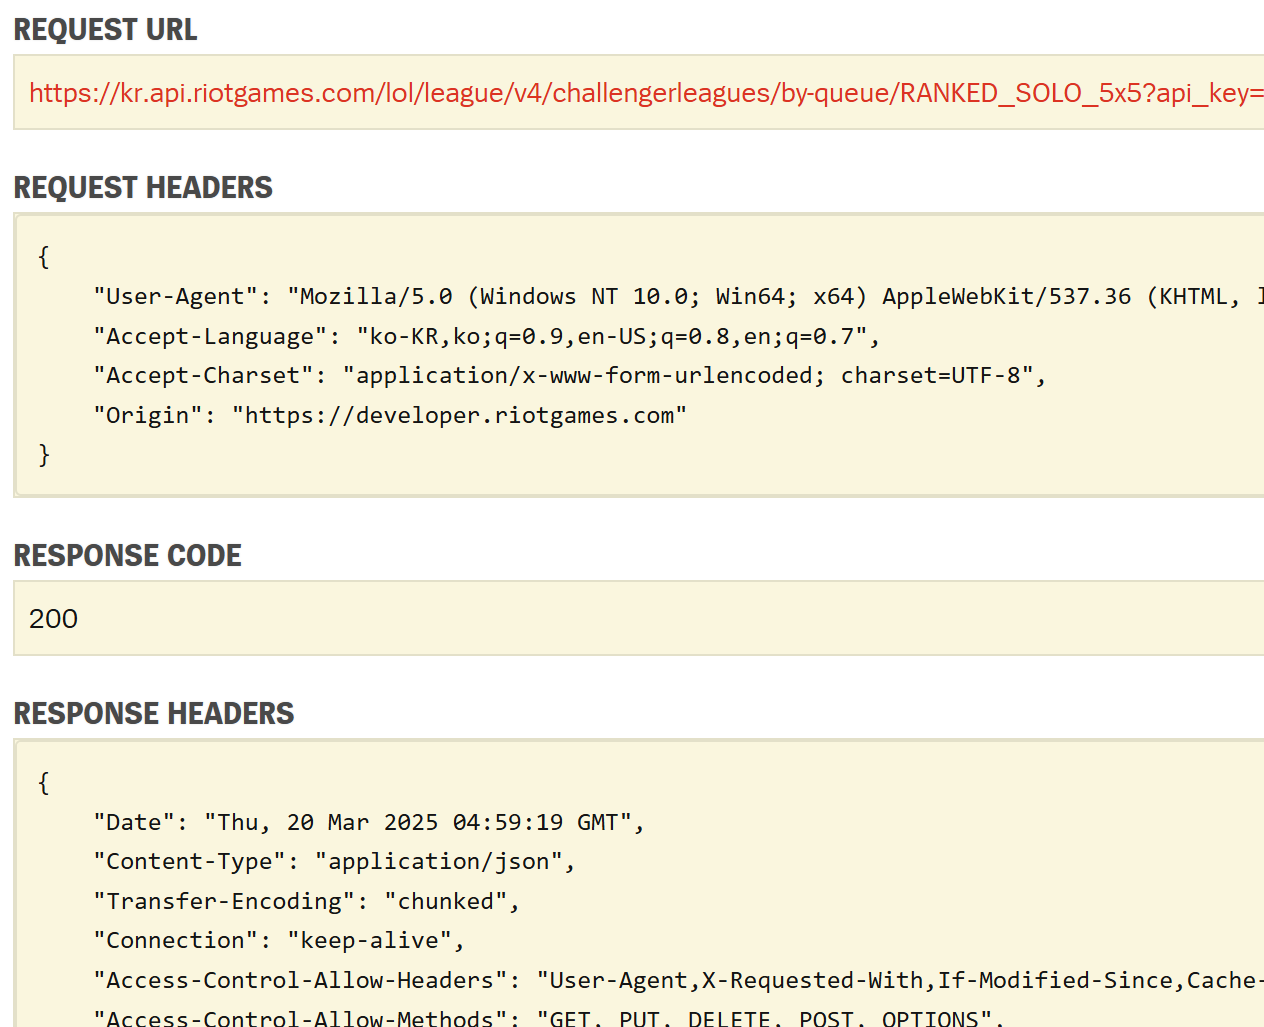 REQUEST URL
https://kr.api.riotgames.com/lol/league/v4/challengerleagues/by-queue/RANKED_SOLO_5x5?api_key=
REQUEST HEADERS
{
"User-Agent": "Mozilla/5.0 (Windows NT 10.0; Win64; x64) AppleWebKit/537.36 (KHTML,
"Accept-Language": "ko-KR,ko;q=0.9,en-US;q=0.8,en;q=0.7",
"Accept-Charset": "application/x-www-form-urlencoded; charset=UTF-8",
"Origin": "https://developer.riotgames.com"
}
RESPONSE CODE
200
RESPONSE HEADERS
{
"Date": "Thu, 20 Mar 2025 04:59:19 GMT",
"Content-Type": "application/json",
"Transfer-Encoding": "chunked",
"Connection": "keep-alive",
"Access-Control-Allow-Headers": "User-Agent,X-Requested-With,If-Modified-Since,Cache-
"Access-Control-Allow-Methods": "GET, PUT, DELETE, POST, OPTIONS",